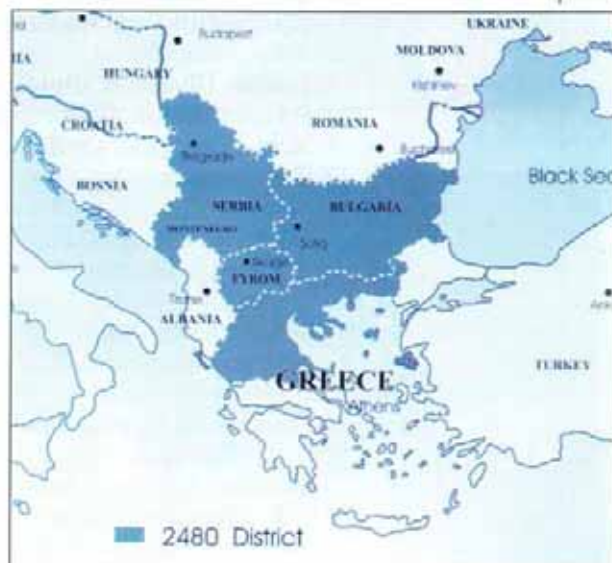 UKRAINE
Budapest
MOLDOVA
HUNGARY
Kishinev
CROATIA
ROMANIA
Belgrade
Bucharest
BOSNIA
Black Sea
SERBIA
BULGARIA
MONTENEGRO
Sofia
FYROM
Tirana
ALBANIA
TURKEY
GREECE
Athens
2480 District